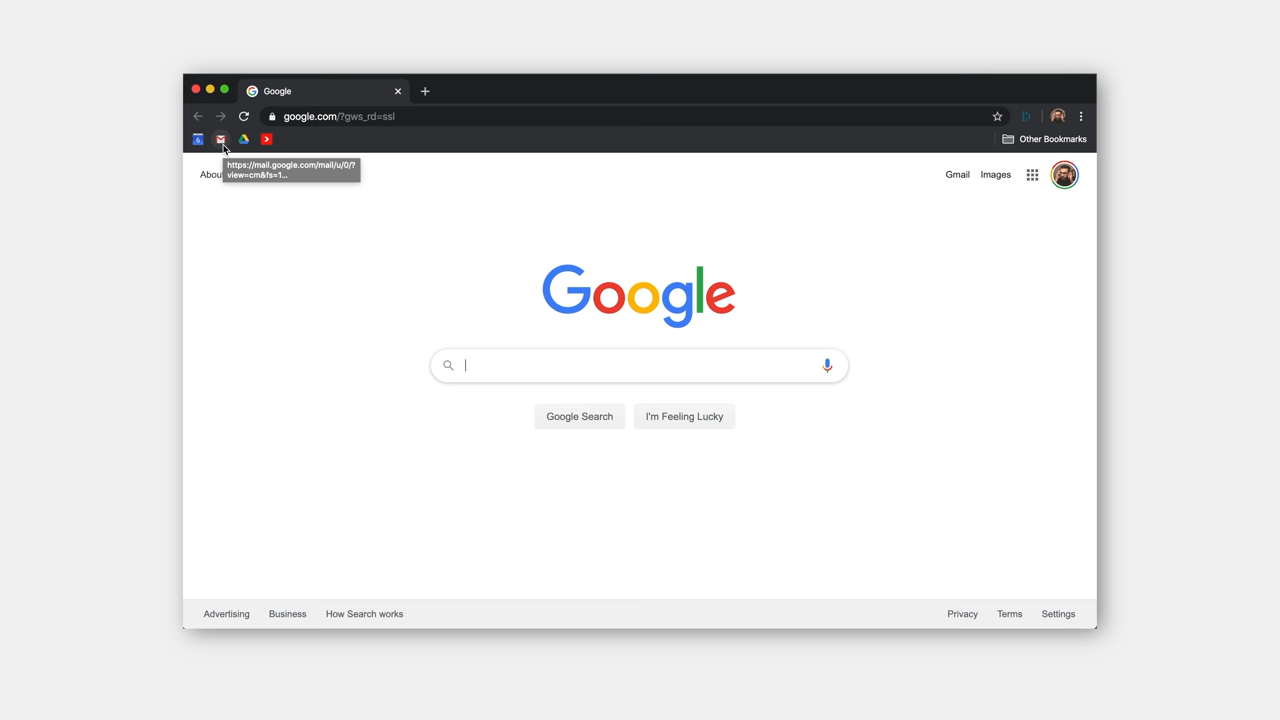 Google
google.com/?gws_rd=ssl
6
Other Bookmarks
https://mail.google.com/mail/u/0/?
view=cm&fs=1...
Gmail
Images
Google
Google Search
I'm Feeling Lucky
Advertising
Business
How Search works
Privacy
Terms
Settings